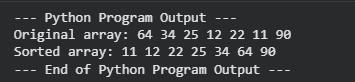 --- Python Program Output ---
Original array: 64 34 25 12 22 11 90
Sorted array: 11 12 22 25 34 64 90
--- End of Python Program Output ---